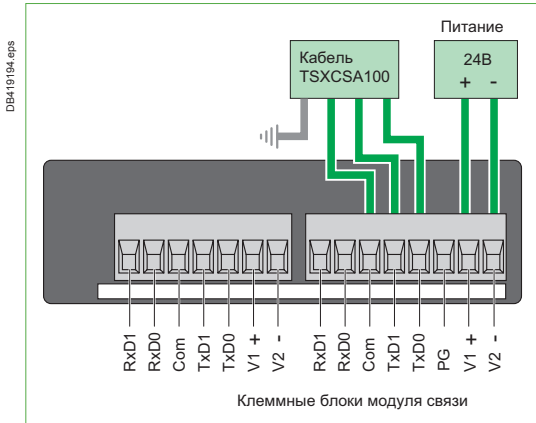 DB419194.eps
Питание
Кабель
TSXCSA100
24В
+ -
RxD1
RxD0
Com
TxD1
TxD0
V1 +
V2 -
RxD1
RxD0
Com
TxD1
TxD0
PG
V1 +
V2 -
Клеммные блоки модуля связи